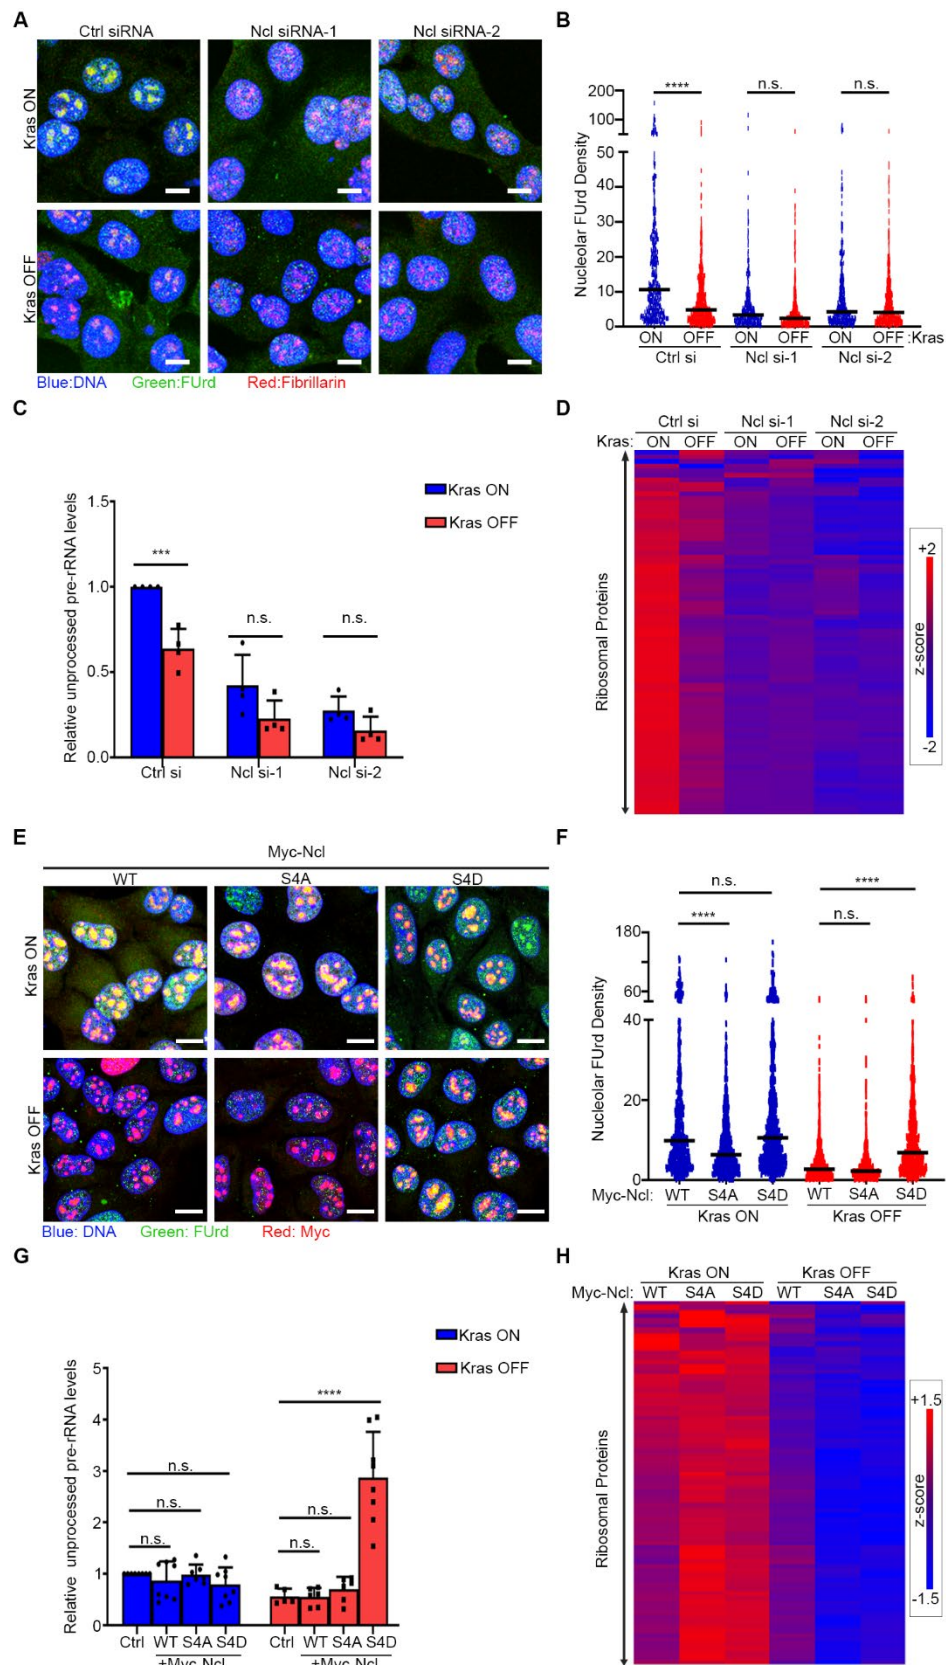 A
Ctrl siRNA Ncl siRNA-1 Ncl siRNA-2
Kras ON
Kras OFF
Blue:DNA Green:FUrd Red:Fibrillarin
B
Nucleolar FUrd Density
200
100
50
40
30
20
10
0
**** n.s. n.s.
ON OFF ON OFF ON OFF :Kras
Ctrl si Ncl si-1 Ncl si-2
C
Relative unprocessed pre-rRNA levels
1.5
1.0
0.5
0.0
*** n.s. n.s.
Kras ON
Kras OFF
Ctrl si Ncl si-1 Ncl si-2
D
Ctrl si Ncl si-1 Ncl si-2
Kras: ON OFF ON OFF ON OFF
Ribosomal Proteins
+2
z-score
-2
E
Myc-Ncl
WT S4A S4D
Kras ON
Kras OFF
Blue: DNA Green: FUrd Red: Myc
F
Nucleolar FUrd Density
180
60
40
20
0
n.s. ****
**** n.s.
Myc-Ncl: WT S4A S4D WT S4A S4D
Kras ON Kras OFF
G
Relative unprocessed pre-rRNA levels
5
4
3
2
1
0
Kras ON
Kras OFF
n.s.
n.s.
n.s.
****
n.s.
n.s.
Ctrl WT S4A S4D Ctrl WT S4A S4D
+Myc-Ncl +Myc-Ncl
H
Kras ON Kras OFF
Myc-Ncl: WT S4A S4D WT S4A S4D
Ribosomal Proteins
+1.5
z-score
-1.5